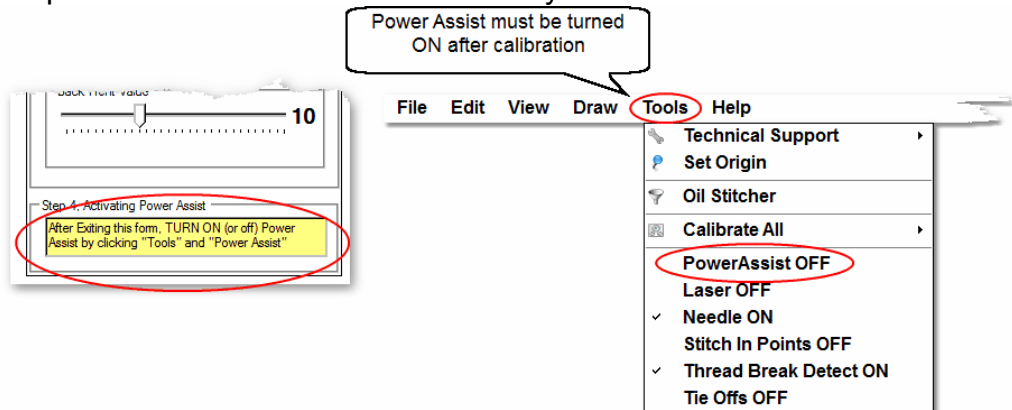 Power Assist must be turned
ON after calibration
Back Front Value
10
Step 4, Activating Power Assist
After Exiting this form, TURN ON (or off) Power
Assist by clicking "Tools" and "Power Assist"
File Edit View Draw Tools Help
Technical Support
Set Origin
Oil Stitcher
Calibrate All
PowerAssist OFF
Laser OFF
Needle ON
Stitch In Points OFF
Thread Break Detect ON
Tie Offs OFF